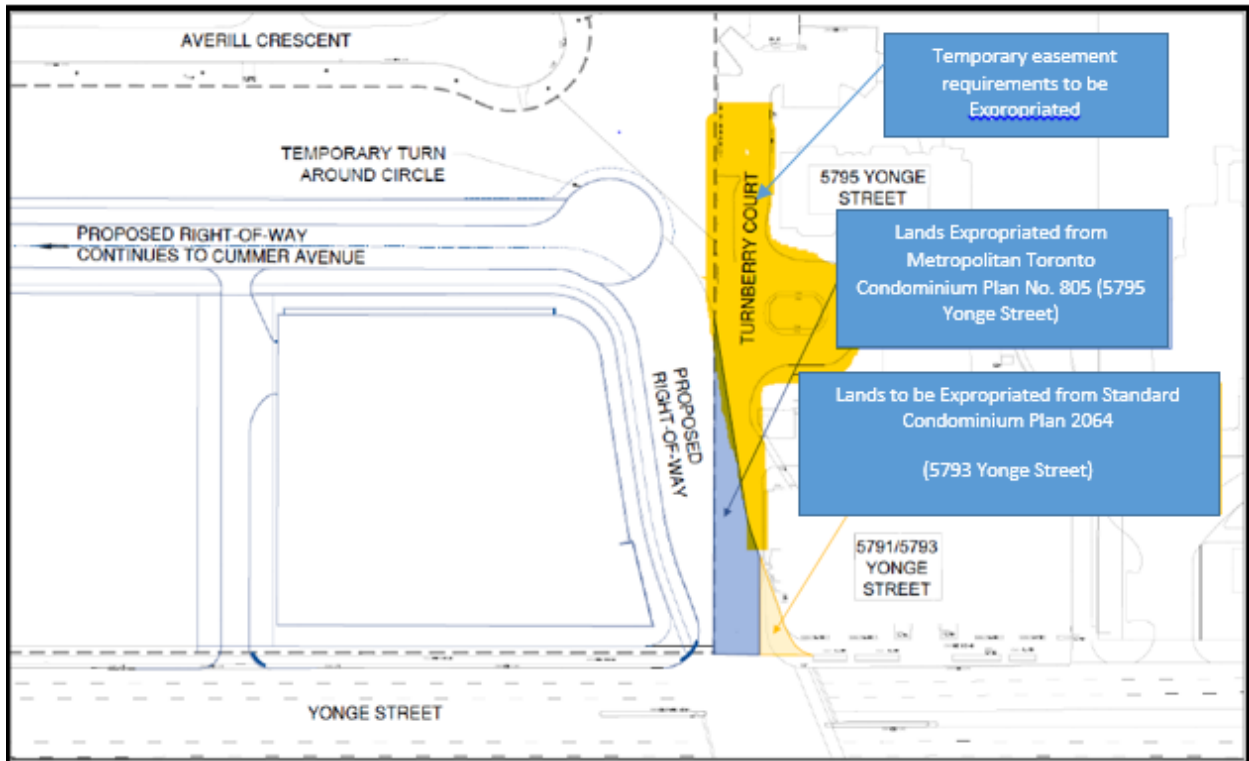 AVERILL CRESCENT
Temporary easement
requirements to be
Expropriated
TEMPORARY TURN
AROUND CIRCLE
5795 YONGE
STREET
TURNBERRY COURT
PROPOSED RIGHT-OF-WAY
CONTINUES TO CUMMER AVENUE
Lands Expropriated from
Metropolitan Toronto
Condominium Plan No. 805 (5795
Yonge Street)
PROPOSED
RIGHT-OF-WAY
Lands to be Expropriated from Standard
Condominium Plan 2064
(5793 Yonge Street)
5791/5793
YONGE
STREET
YONGE STREET